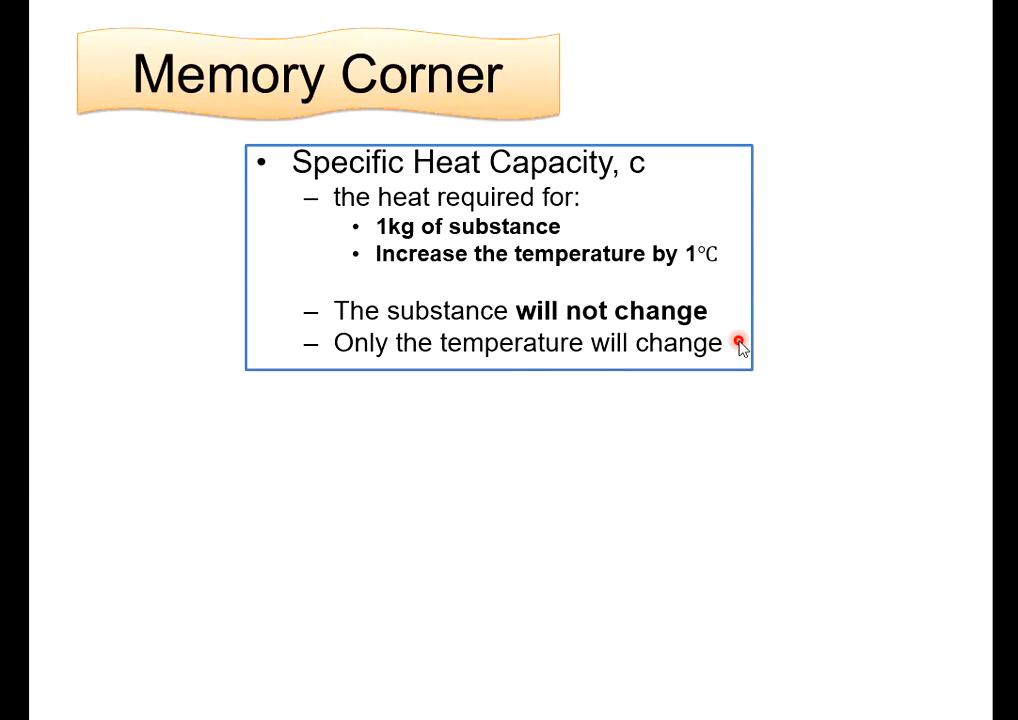 Memory Corner
• Specific Heat Capacity, c
– the heat required for:
• 1kg of substance
• Increase the temperature by 1℃
– The substance will not change
– Only the temperature will change